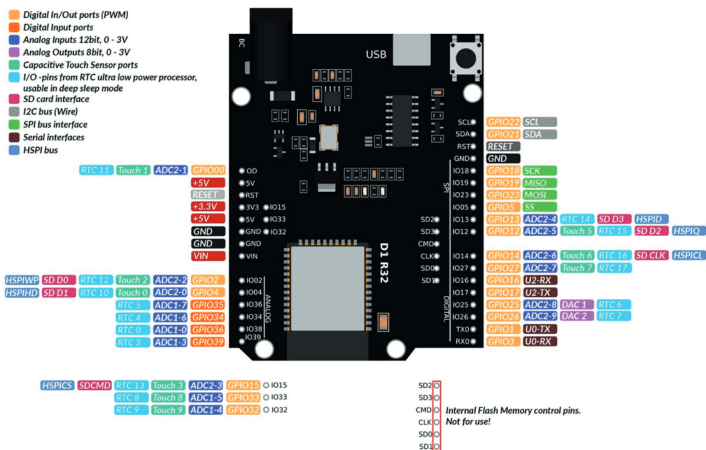 Digital In/Out ports (PWM)
Digital Input ports
Analog Inputs 12bit, 0 - 3V
Analog Outputs 8bit, 0 - 3V
Capacitive Touch Sensor ports
I/O -pins from RTC ultra low power processor,
usable in deep sleep mode
SD card interface
I2C bus (Wire)
SPI bus interface
Serial interfaces
HSPI bus
DC
USB
RTC 11 Touch 1 ADC2-1 GPIO00 OD
+5V 5V
RESET RST
+3.3V 3V3 IO15
+5V 5V IO33
GND GND IO32
GND GND
VIN VIN
HSPIWP SD D0 RTC 12 Touch 2 ADC2-2 GPIO2 IO02
HSPIHD SD D1 RTC 10 Touch 0 ADC2-0 GPIO4 IO04
RTC 5 ADC1-7 GPIO35 IO36
RTC 4 ADC1-6 GPIO34 IO34
RTC 0 ADC1-0 GPIO36 IO38
RTC 3 ADC1-3 GPIO39 IO39
ANALOG
D1 R32
SD2
SD3
CMD
CLK
SD0
SD1
SPI
DIGITAL
SCL GPIO22 SCL
SDA GPIO21 SDA
RST RESET
GND GND
IO18 GPIO18 SCK
IO19 GPIO19 MISO
IO23 GPIO23 MOSI
IO05 GPIO5 SS
IO13 GPIO13 ADC2-4 RTC 14 SD D3 HSPID
IO12 GPIO12 ADC2-5 Touch 5 RTC 15 SD D2 HSPIQ
IO14 GPIO14 ADC2-6 Touch 6 RTC 16 SD CLK HSPICL
IO27 GPIO27 ADC2-7 Touch 7 RTC 17
IO16 GPIO16 U2-RX
IO17 GPIO17 U2-TX
IO25 GPIO25 ADC2-8 DAC 1 RTC 6
IO26 GPIO26 ADC2-9 DAC 2 RTC 7
TX0 GPIO1 U0-TX
RX0 GPIO3 U0-RX
HSPICS SDCMD RTC 13 Touch 3 ADC2-3 GPIO15 IO15
RTC 8 Touch 8 ADC1-5 GPIO33 IO33
RTC 9 Touch 9 ADC1-4 GPIO32 IO32
SD2
SD3
CMD
CLK
SD0
SD1
Internal Flash Memory control pins.
Not for use!